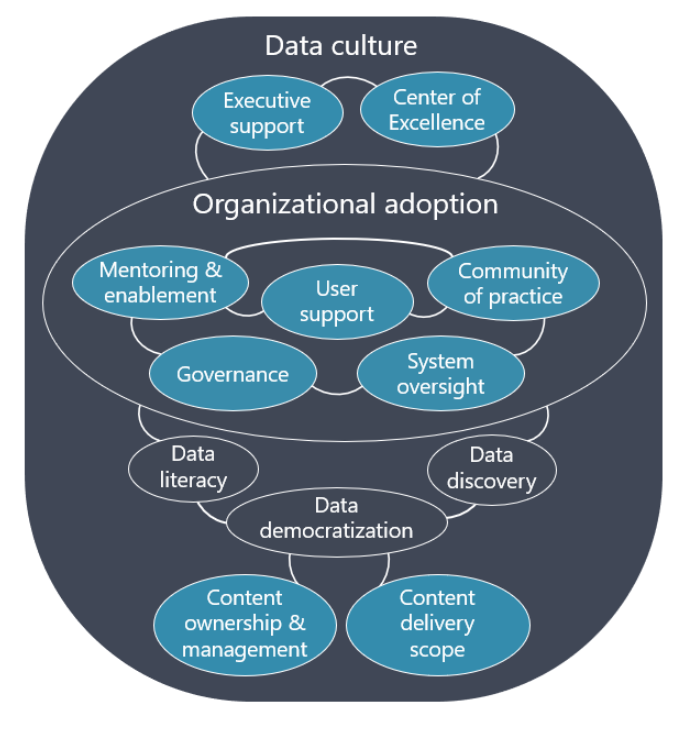 Data culture
Executive
support
Center of
Excellence
Organizational adoption
Mentoring &
enablement
User
support
Community
of practice
Governance
System
oversight
Data
literacy
Data
discovery
Data
democratization
Content
ownership &
management
Content
delivery
scope